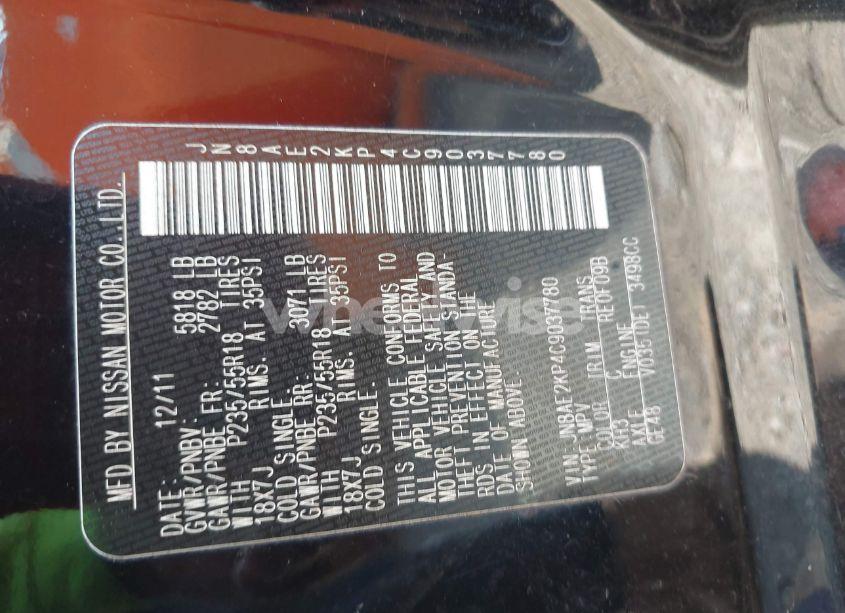 MFD BY NISSAN MOTOR CO.,LTD.
DATE: 12/11
GVWR/PNBV: 5818 LB
GAWR/PNBE FR: 2782 LB
WITH P235/55R18 TIRES
18X7J RIMS. AT 35PSI
COLD SINGLE.
GAWR/PNBE RR: 3071 LB
WITH P235/55R18 TIRES
18X7J RIMS. AT 35PSI
COLD SINGLE.
THIS VEHICLE CONFORMS TO
ALL APPLICABLE FEDERAL
MOTOR VEHICLE SAFETY AND
THEFT PREVENTION STANDA-
RDS IN EFFECT ON THE
DATE OF MANUFACTURE
SHOWN ABOVE.
VIN: JN8AE2KP4C9037780
TYPE: MPV
COLOR TRIM TRANS
KH3 C RE0F09B
AXLE ENGINE
GF48 VQ35(DE) 3498CC
JN8AE2KP4C9037780